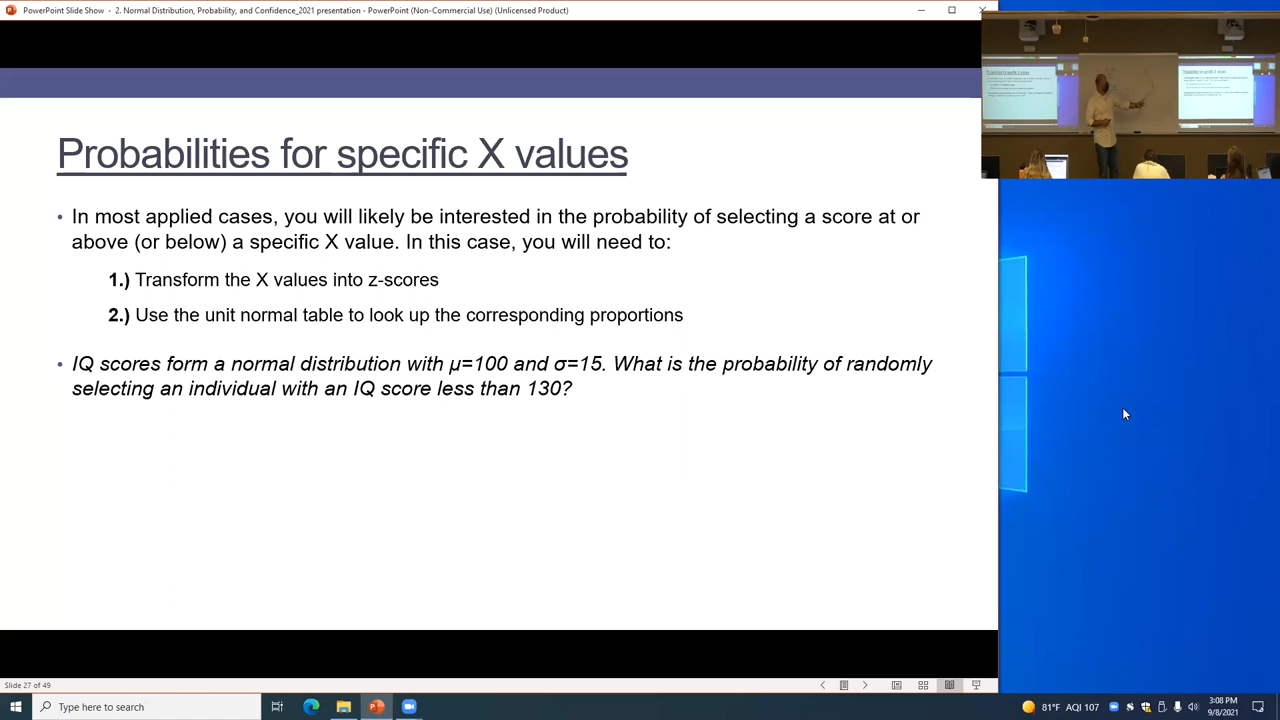 PowerPoint Slide Show - 2. Normal Distribution, Probability, and Confidence_2021 presentation - PowerPoint (Non-Commercial Use) (Unlicensed Product)
Probabilities for specific X values
• In most applied cases, you will likely be interested in the probability of selecting a score at or
above (or below) a specific X value. In this case, you will need to:
1.) Transform the X values into z-scores
2.) Use the unit normal table to look up the corresponding proportions
• IQ scores form a normal distribution with μ=100 and σ=15. What is the probability of randomly
selecting an individual with an IQ score less than 130?
Slide 27 of 49
Type here to search
81°F AQI 107
3:08 PM
9/8/2021